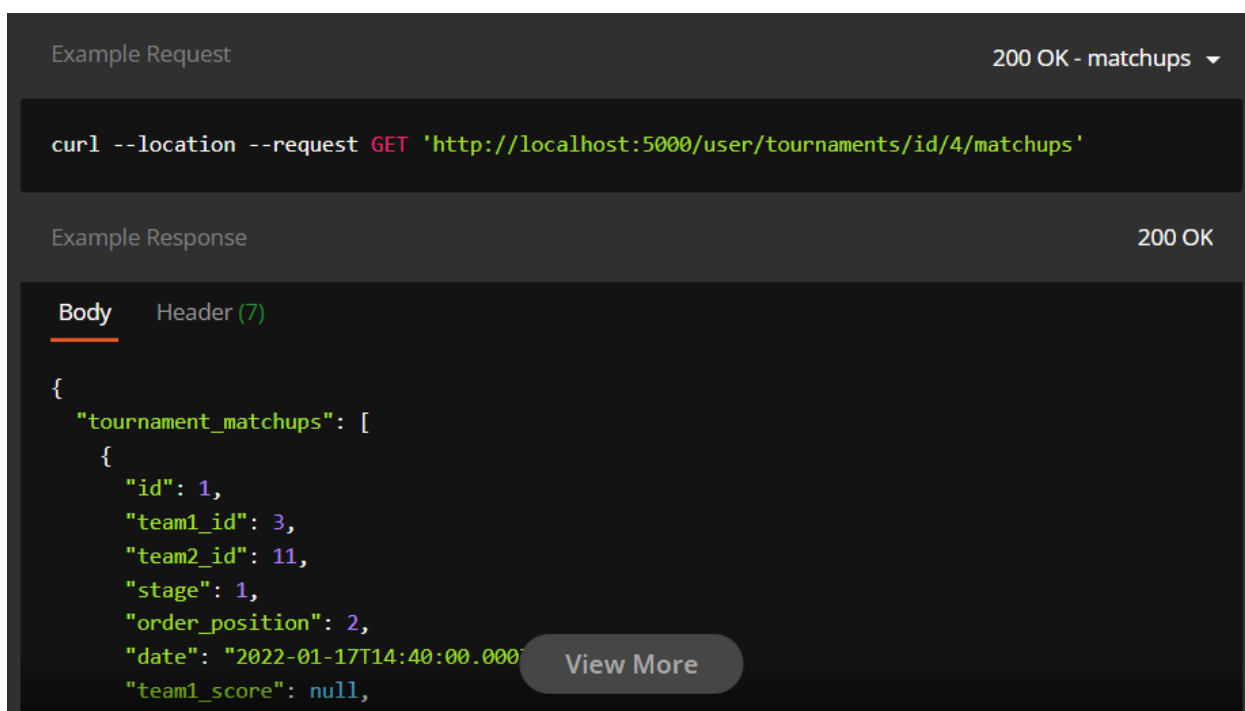 Example Request
200 OK - matchups
curl --location --request GET 'http://localhost:5000/user/tournaments/id/4/matchups'
Example Response
200 OK
Body Header (7)
{
"tournament_matchups": [
{
"id": 1,
"team1_id": 3,
"team2_id": 11,
"stage": 1,
"order_position": 2,
"date": "2022-01-17T14:40:00.000
View More
"team1_score": null,